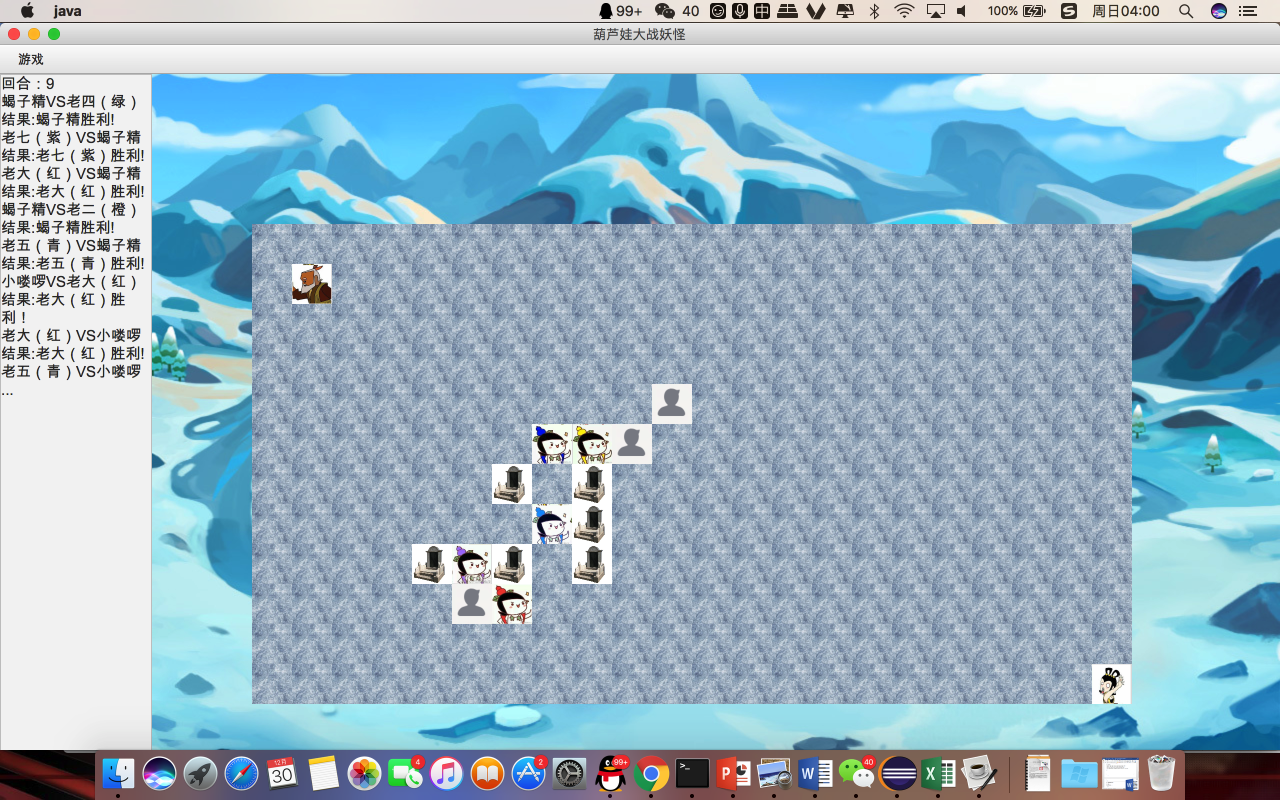 java
99+
40
中
100%
周日04:00
葫芦娃大战妖怪
游戏
回合：9
蝎子精VS老四（绿）
结果:蝎子精胜利!
老七（紫）VS蝎子精
结果:老七（紫）胜利!
老大（红）VS蝎子精
结果:老大（红）胜利!
蝎子精VS老二（橙）
结果:蝎子精胜利!
老五（青）VS蝎子精
结果:老五（青）胜利!
小喽啰VS老大（红）
结果:老大（红）胜
利！
老大（红）VS小喽啰
结果:老大（红）胜利!
老五（青）VS小喽啰
...
12月
30
4
2
99+
40